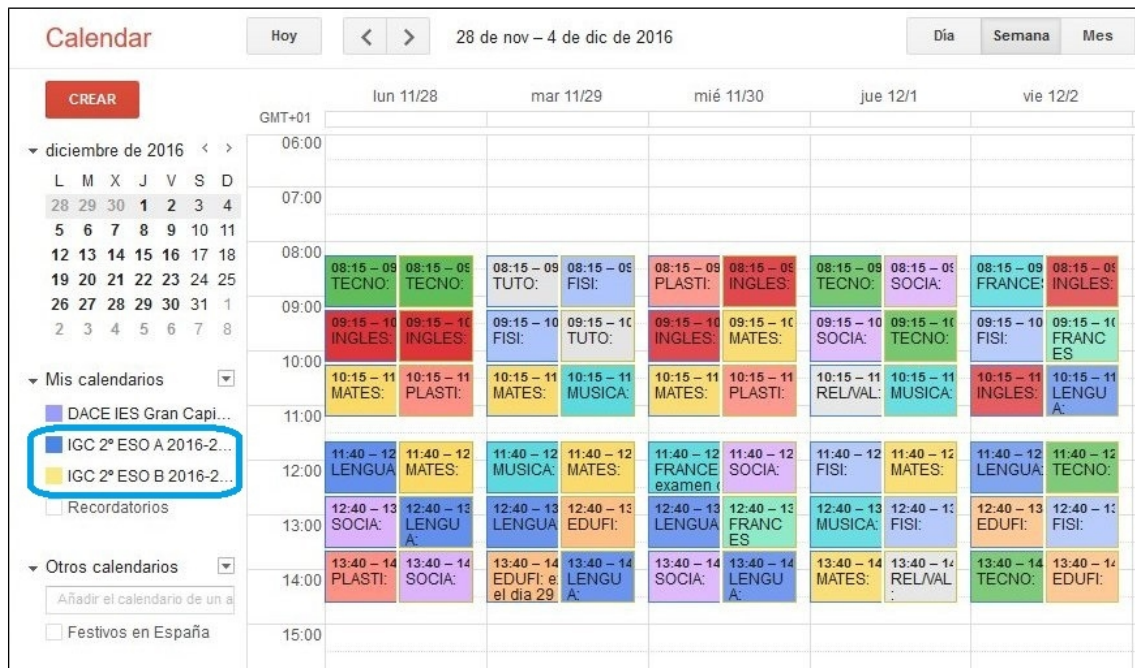 Calendar
Hoy
< >
28 de nov – 4 de dic de 2016
Día
Semana
Mes
CREAR
lun 11/28
mar 11/29
mié 11/30
jue 12/1
vie 12/2
GMT+01
diciembre de 2016 < >
L M X J V S D
28 29 30 1 2 3 4
5 6 7 8 9 10 11
12 13 14 15 16 17 18
19 20 21 22 23 24 25
26 27 28 29 30 31 1
2 3 4 5 6 7 8
Mis calendarios
DACE IES Gran Capi...
IGC 2º ESO A 2016-2...
IGC 2º ESO B 2016-2...
Recordatorios
Otros calendarios
Añadir el calendario de un a
Festivos en España
06:00
07:00
08:00
08:15 – 09 08:15 – 09 08:15 – 09 08:15 – 09 08:15 – 09 08:15 – 09 08:15 – 09 08:15 – 09 08:15 – 09 08:15 – 09
TECNO: TECNO: TUTO: FISI: PLASTI: INGLES: TECNO: SOCIA: FRANCE INGLES:
09:00
09:15 – 10 09:15 – 10 09:15 – 10 09:15 – 10 09:15 – 10 09:15 – 10 09:15 – 10 09:15 – 10 09:15 – 10 09:15 – 10
INGLES: INGLES: FISI: TUTO: INGLES: MATES: SOCIA: TECNO: FISI: FRANC
ES
10:00
10:15 – 11 10:15 – 11 10:15 – 11 10:15 – 11 10:15 – 11 10:15 – 11 10:15 – 11 10:15 – 11 10:15 – 11 10:15 – 11
MATES: PLASTI: MATES: MUSICA: MATES: PLASTI: REL/VAL: MUSICA: INGLES: LENGU
A:
11:00
11:40 – 12 11:40 – 12 11:40 – 12 11:40 – 12 11:40 – 12 11:40 – 12 11:40 – 12 11:40 – 12 11:40 – 12 11:40 – 12
LENGUA MATES: MUSICA: MATES: FRANCE SOCIA: FISI: MATES: LENGUA: TECNO:
examen
12:00
12:40 – 13 12:40 – 13 12:40 – 13 12:40 – 13 12:40 – 13 12:40 – 13 12:40 – 13 12:40 – 13 12:40 – 13 12:40 – 13
SOCIA: LENGU LENGUA EDUFI: LENGUA FRANC MUSICA: FISI: EDUFI: FISI:
A: ES
13:00
13:40 – 14 13:40 – 14 13:40 – 14 13:40 – 14 13:40 – 14 13:40 – 14 13:40 – 14 13:40 – 14 13:40 – 14 13:40 – 14
PLASTI: SOCIA: EDUFI: e LENGU SOCIA: LENGU MATES: REL/VAL TECNO: EDUFI:
el dia 29 A: A: :
14:00
15:00